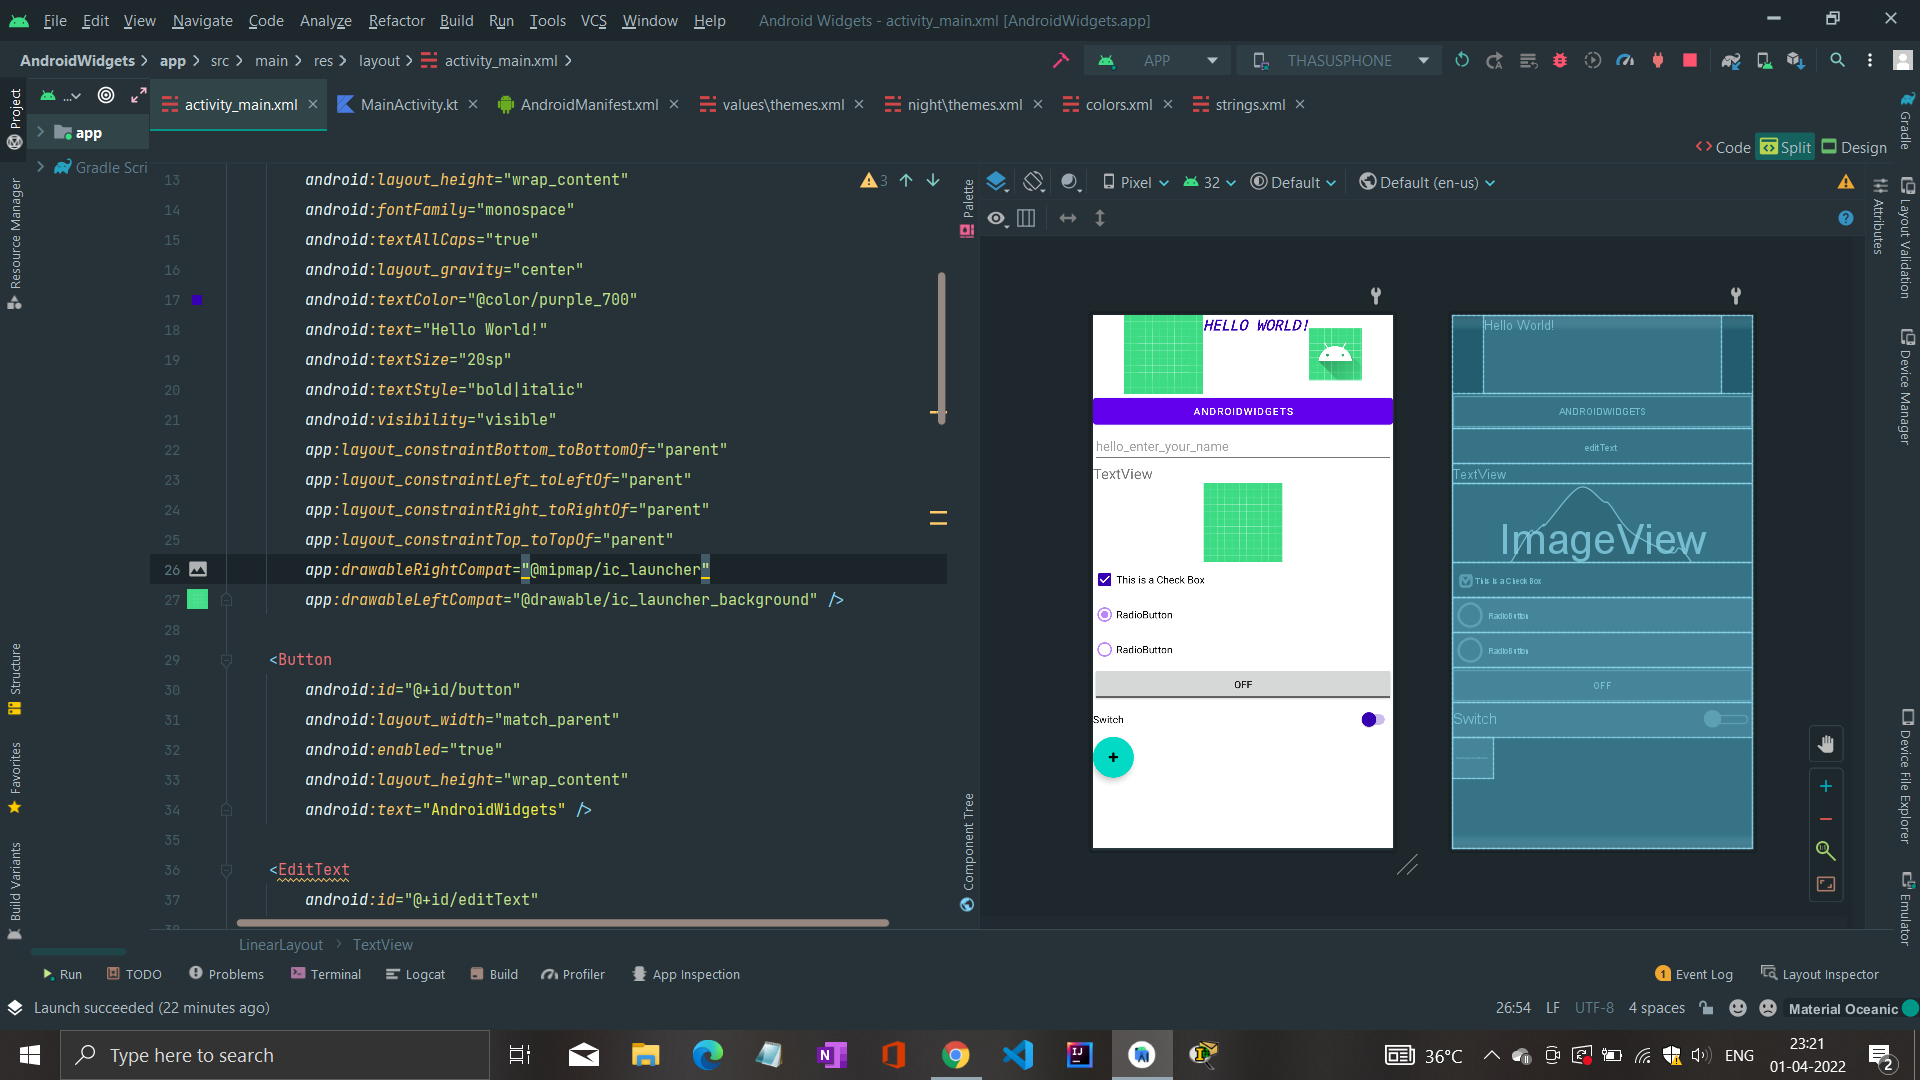 File Edit View Navigate Code Analyze Refactor Build Run Tools VCS Window Help Android Widgets - activity_main.xml [AndroidWidgets.app]
AndroidWidgets app src main res layout activity_main.xml APP THASUSPHONE
Project
... activity_main.xml MainActivity.kt AndroidManifest.xml values\themes.xml night\themes.xml colors.xml strings.xml
app
Gradle Scri
Code Split Design
Resource Manager
Structure
Favorites
Build Variants
13 android:layout_height="wrap_content"
14 android:fontFamily="monospace"
15 android:textAllCaps="true"
16 android:layout_gravity="center"
17 android:textColor="@color/purple_700"
18 android:text="Hello World!"
19 android:textSize="20sp"
20 android:textStyle="bold|italic"
21 android:visibility="visible"
22 app:layout_constraintBottom_toBottomOf="parent"
23 app:layout_constraintLeft_toLeftOf="parent"
24 app:layout_constraintRight_toRightOf="parent"
25 app:layout_constraintTop_toTopOf="parent"
26 app:drawableRightCompat="@mipmap/ic_launcher"
27 app:drawableLeftCompat="@drawable/ic_launcher_background" />
28
29 <Button
30 android:id="@+id/button"
31 android:layout_width="match_parent"
32 android:enabled="true"
33 android:layout_height="wrap_content"
34 android:text="AndroidWidgets" />
35
36 <EditText
37 android:id="@+id/editText"
38
3
Palette
Component Tree
Pixel 32 Default Default (en-us)
HELLO WORLD!
ANDROIDWIDGETS
hello_enter_your_name
TextView
This is a Check Box
RadioButton
RadioButton
OFF
Switch
Hello World!
ANDROIDWIDGETS
editText
TextView
ImageView
This is a Check Box
RadioButton
RadioButton
OFF
Switch
1:1
Attributes
Gradle
Layout Validation
Device Manager
Device File Explorer
Emulator
LinearLayout TextView
Run TODO Problems Terminal Logcat Build Profiler App Inspection 1 Event Log Layout Inspector
Launch succeeded (22 minutes ago) 26:54 LF UTF-8 4 spaces Material Oceanic
Type here to search 36°C ENG 23:21
01-04-2022 2